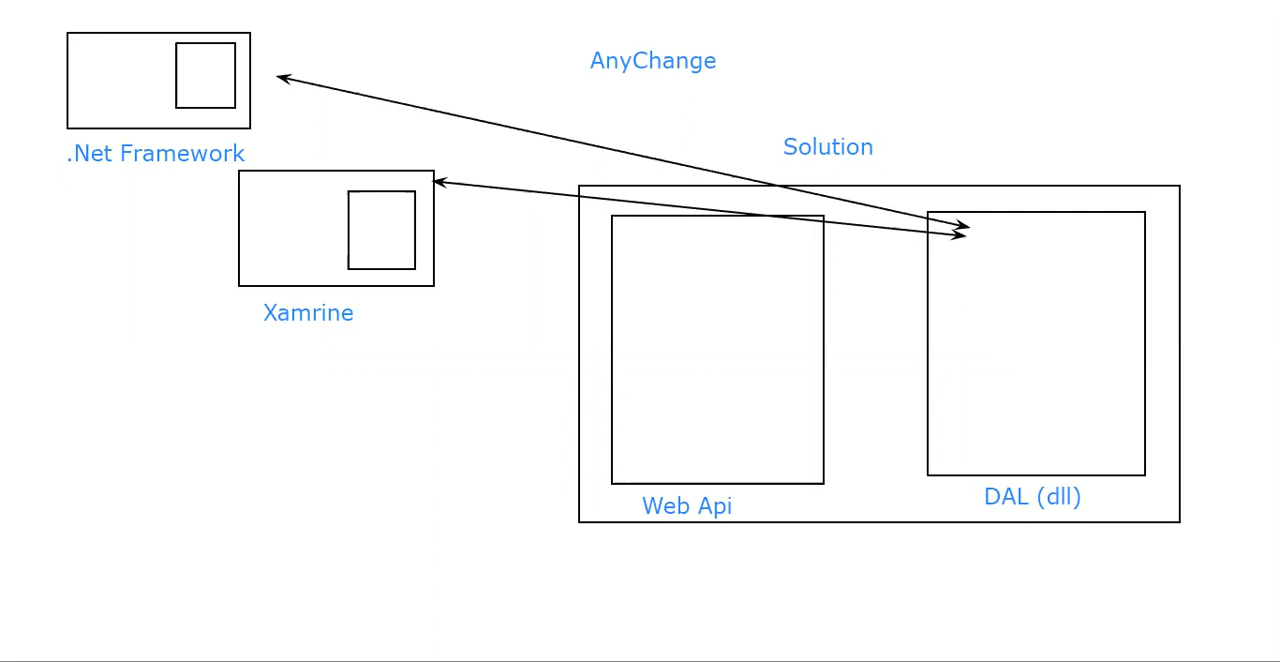 AnyChange
.Net Framework
Solution
Xamrine
Web Api
DAL (dll)